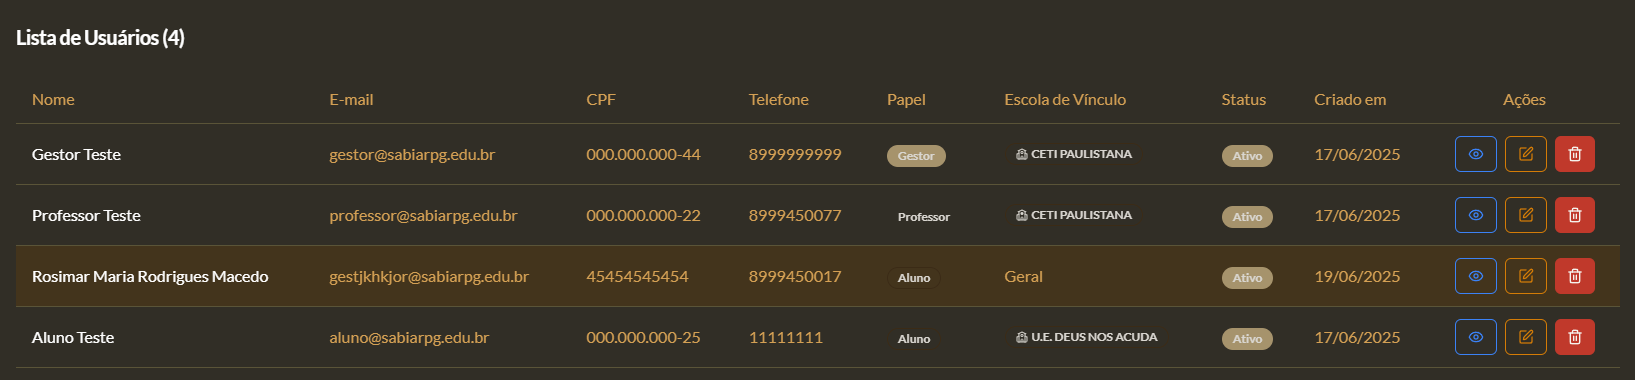 Lista de Usuários (4)
Nome E-mail CPF Telefone Papel Escola de Vínculo Status Criado em Ações
Gestor Teste gestor@sabiarpg.edu.br 000.000.000-44 8999999999 Gestor CETI PAULISTANA Ativo 17/06/2025
Professor Teste professor@sabiarpg.edu.br 000.000.000-22 8999450077 Professor CETI PAULISTANA Ativo 17/06/2025
Rosimar Maria Rodrigues Macedo gestjkhkjor@sabiarpg.edu.br 45454545454 8999450017 Aluno Geral Ativo 19/06/2025
Aluno Teste aluno@sabiarpg.edu.br 000.000.000-25 11111111 Aluno U.E. DEUS NOS ACUDA Ativo 17/06/2025